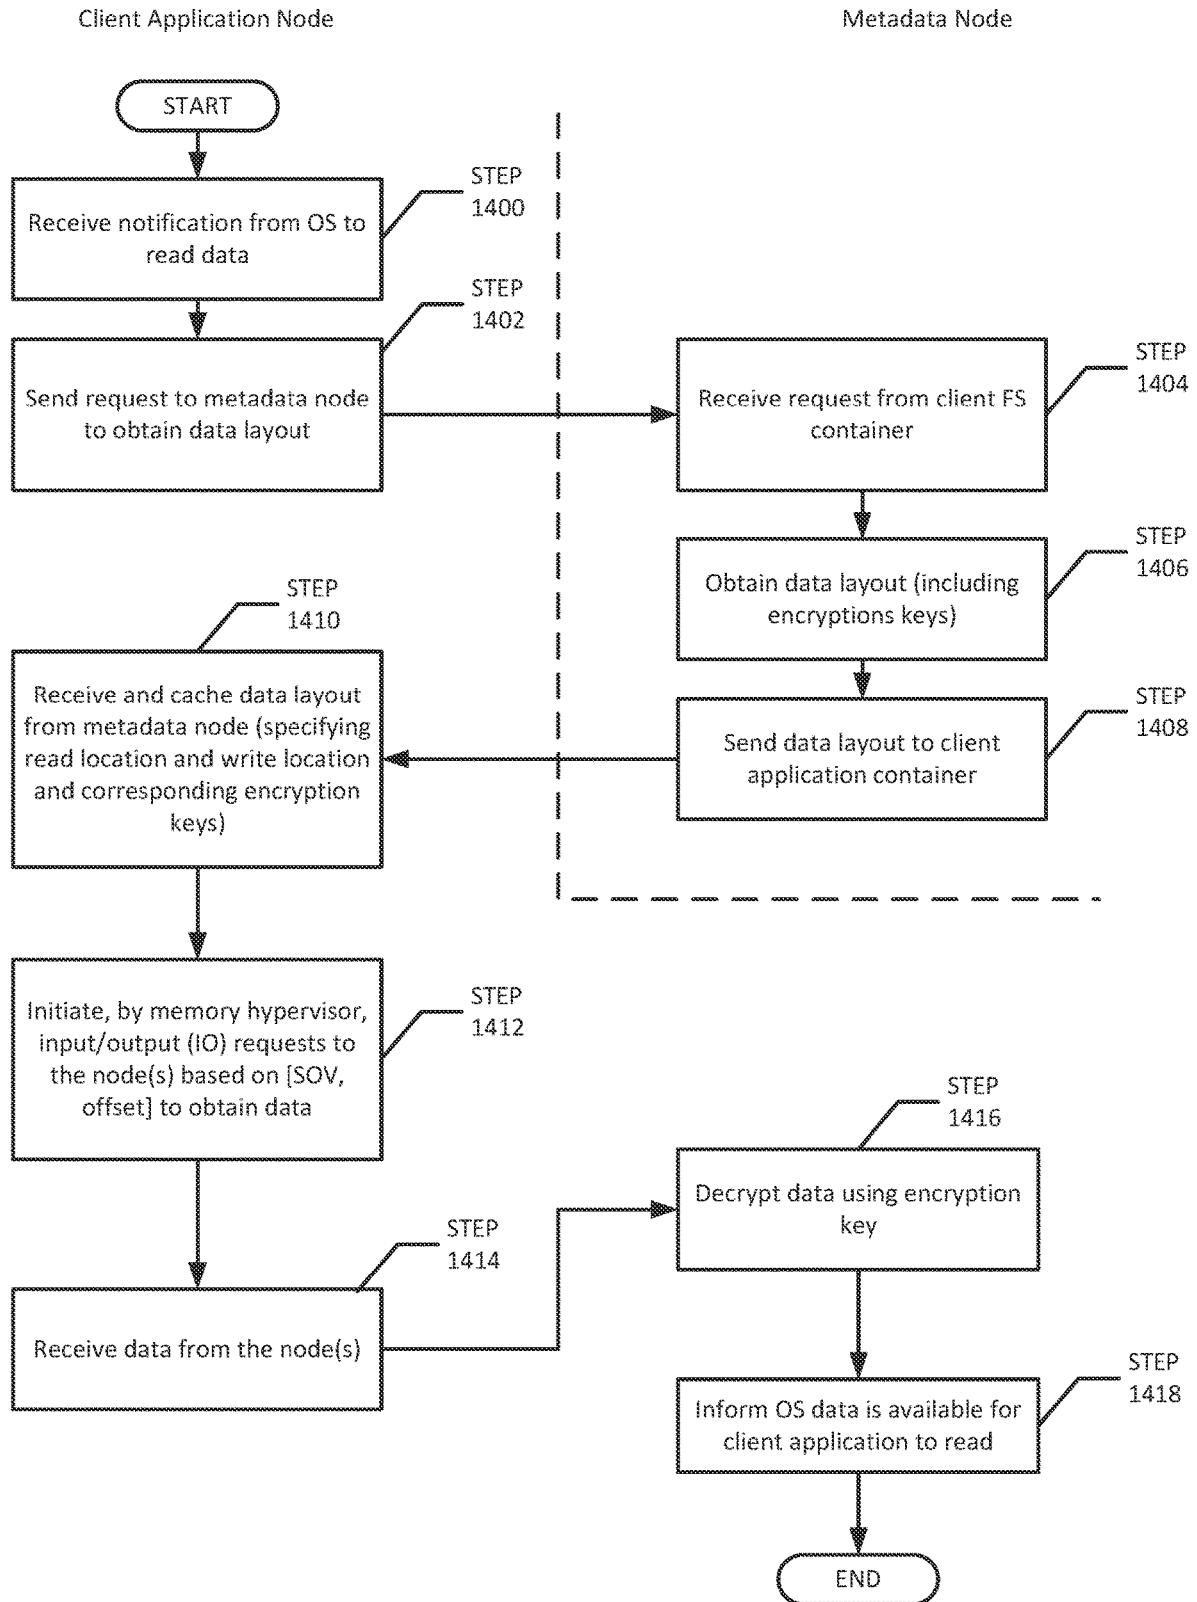 Client Application Node
Metadata Node
START
Receive notification from OS to
read data
STEP
1400
Send request to metadata node
to obtain data layout
STEP
1402
Receive request from client FS
container
STEP
1404
Obtain data layout (including
encryptions keys)
STEP
1406
Send data layout to client
application container
STEP
1408
STEP
1410
Receive and cache data layout
from metadata node (specifying
read location and write location
and corresponding encryption
keys)
Initiate, by memory hypervisor,
input/output (IO) requests to
the node(s) based on [SOV,
offset] to obtain data
STEP
1412
STEP
1414
Receive data from the node(s)
STEP
1416
Decrypt data using encryption
key
STEP
1418
Inform OS data is available for
client application to read
END